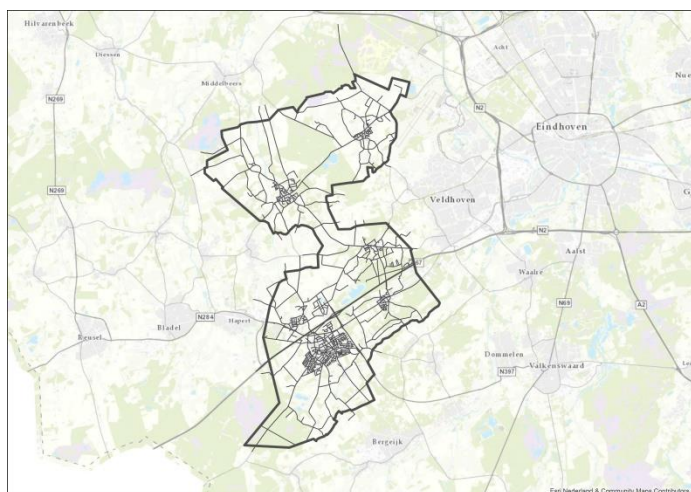 Hilvarenbeek
Diessen
Acht
Middelbeers
N269
N2
Eindhoven
N269
Veldhoven
N2
Aalst
Waalre
N69
A2
Bladel
N284
Hapert
Reusel
Dommelen
Valkenswaard
N397
Bergeijk
Esri Nederland & Community Maps Contributors